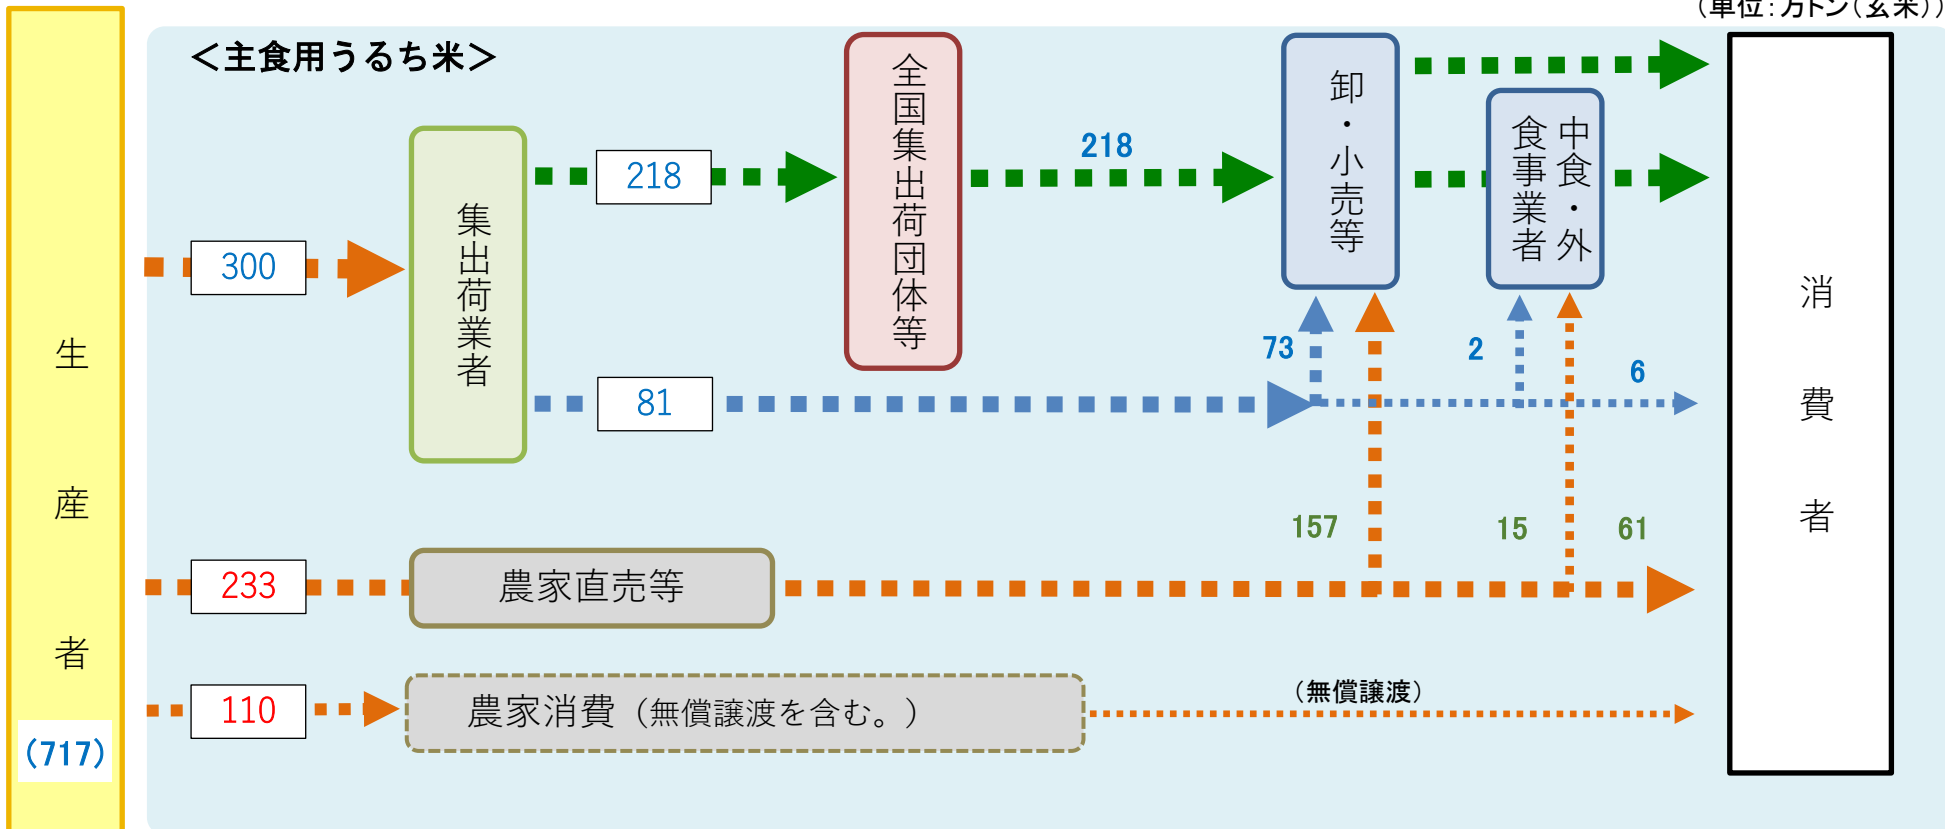 （単位：万トン（玄米））
＜主食用うるち米＞
生産者
(717)
300
集出荷業者
218
全国集出荷団体等
218
卸・小売等
中食・外
食事業者
消費者
81
73
2
6
233
農家直売等
157
15
61
110
農家消費（無償譲渡を含む。）
（無償譲渡）